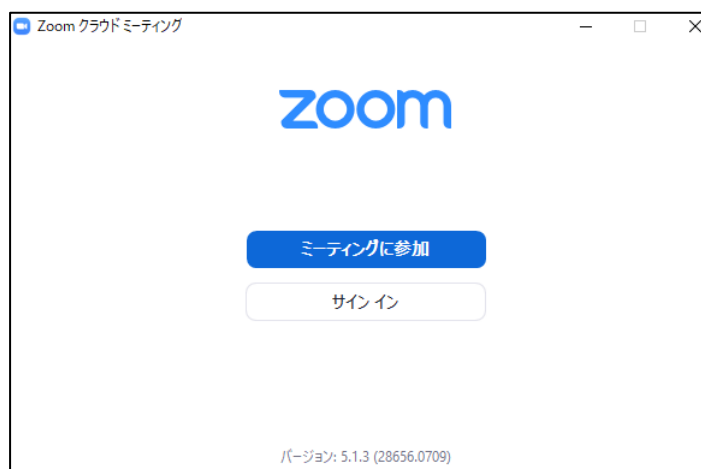 Zoom クラウドミーティング
zoom
ミーティングに参加
サイン イン
バージョン: 5.1.3 (28656.0709)